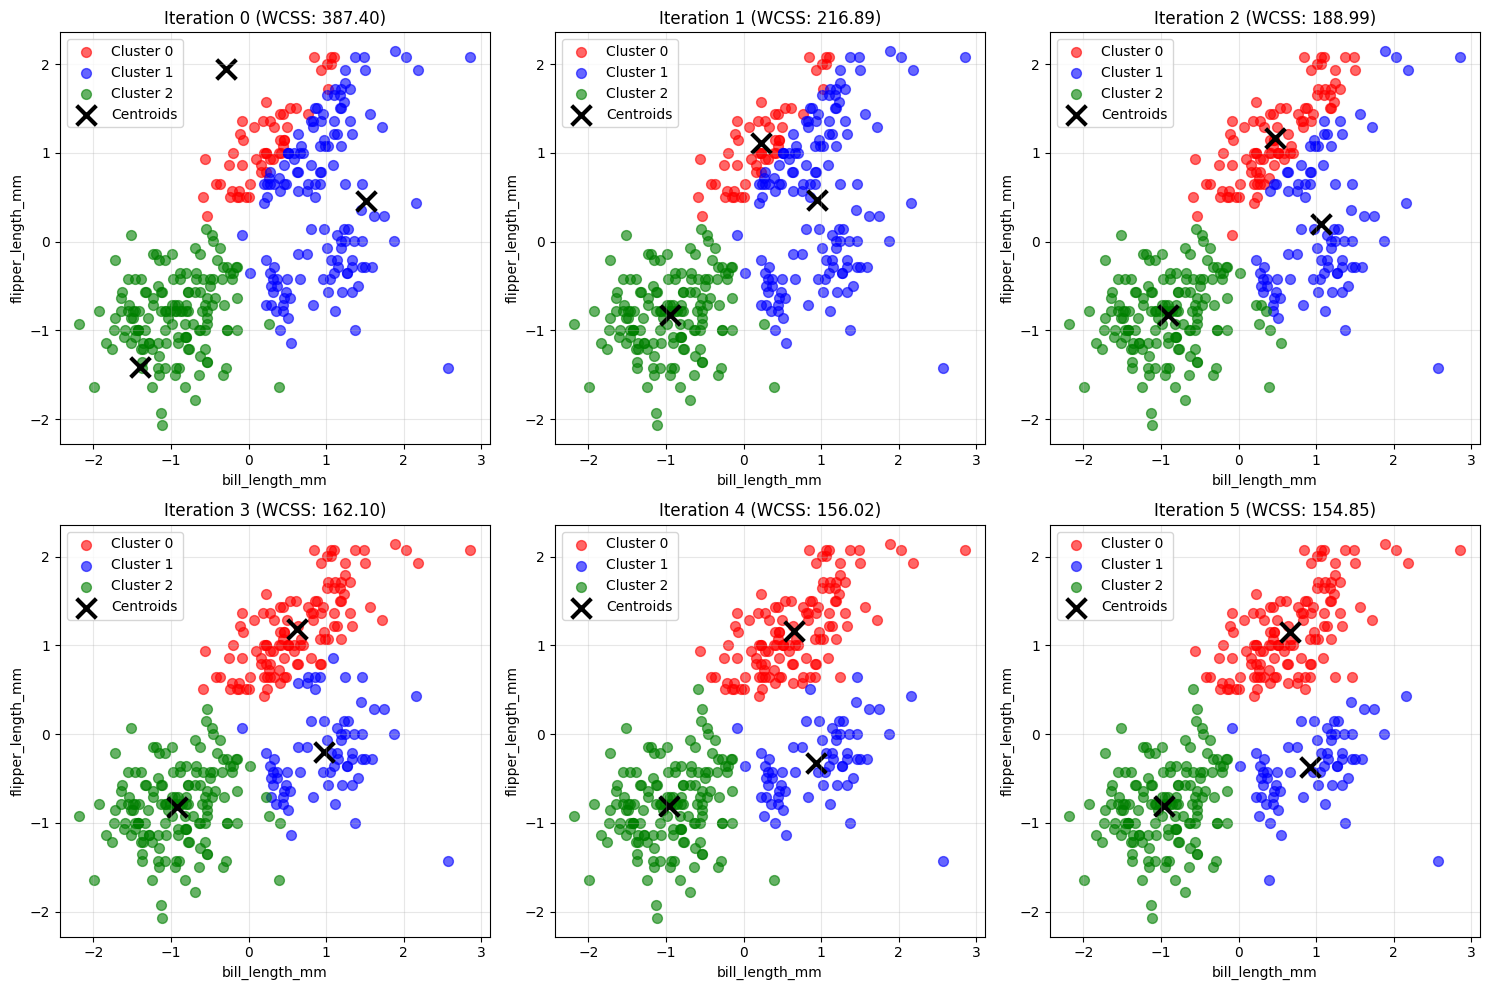 Iteration 0 (WCSS: 387.40)
Cluster 0
Cluster 1
Cluster 2
Centroids
flipper_length_mm
2
1
0
−1
−2
−2 −1 0 1 2 3
bill_length_mm
Iteration 1 (WCSS: 216.89)
Cluster 0
Cluster 1
Cluster 2
Centroids
flipper_length_mm
2
1
0
−1
−2
−2 −1 0 1 2 3
bill_length_mm
Iteration 2 (WCSS: 188.99)
Cluster 0
Cluster 1
Cluster 2
Centroids
flipper_length_mm
2
1
0
−1
−2
−2 −1 0 1 2 3
bill_length_mm
Iteration 3 (WCSS: 162.10)
Cluster 0
Cluster 1
Cluster 2
Centroids
flipper_length_mm
2
1
0
−1
−2
−2 −1 0 1 2 3
bill_length_mm
Iteration 4 (WCSS: 156.02)
Cluster 0
Cluster 1
Cluster 2
Centroids
flipper_length_mm
2
1
0
−1
−2
−2 −1 0 1 2 3
bill_length_mm
Iteration 5 (WCSS: 154.85)
Cluster 0
Cluster 1
Cluster 2
Centroids
flipper_length_mm
2
1
0
−1
−2
−2 −1 0 1 2 3
bill_length_mm